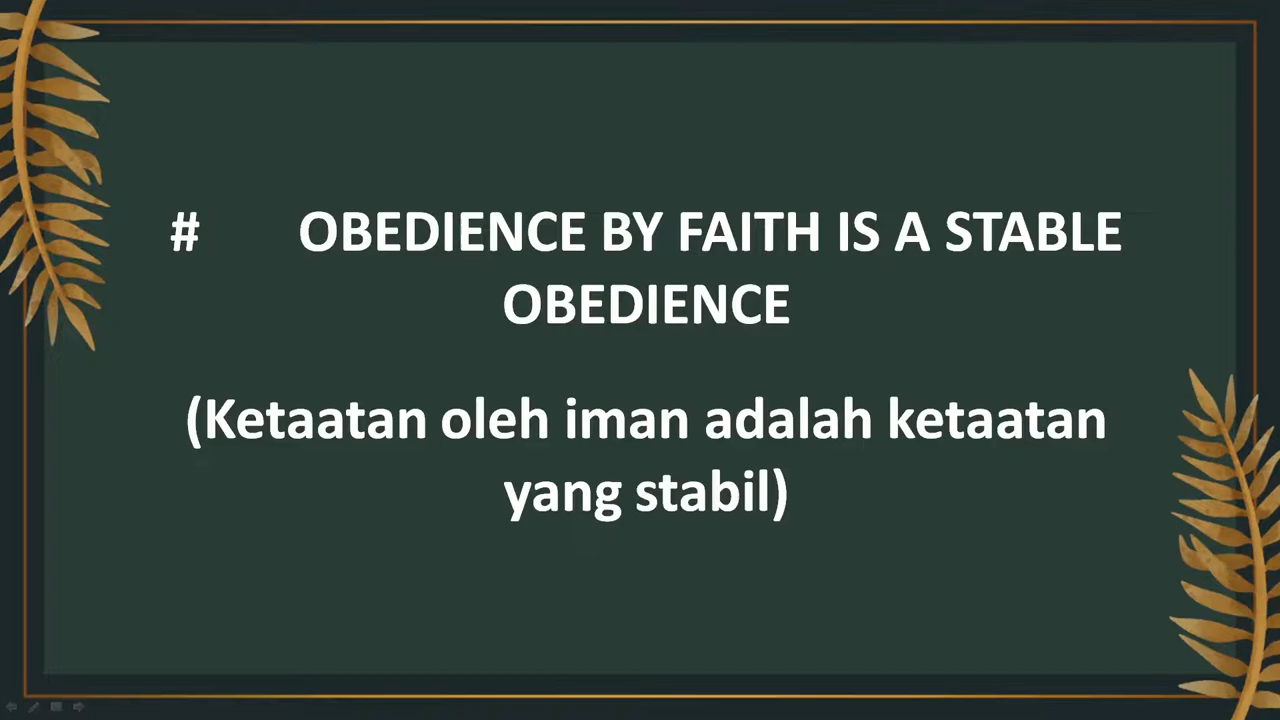 # OBEDIENCE BY FAITH IS A STABLE
OBEDIENCE
(Ketaatan oleh iman adalah ketaatan
yang stabil)